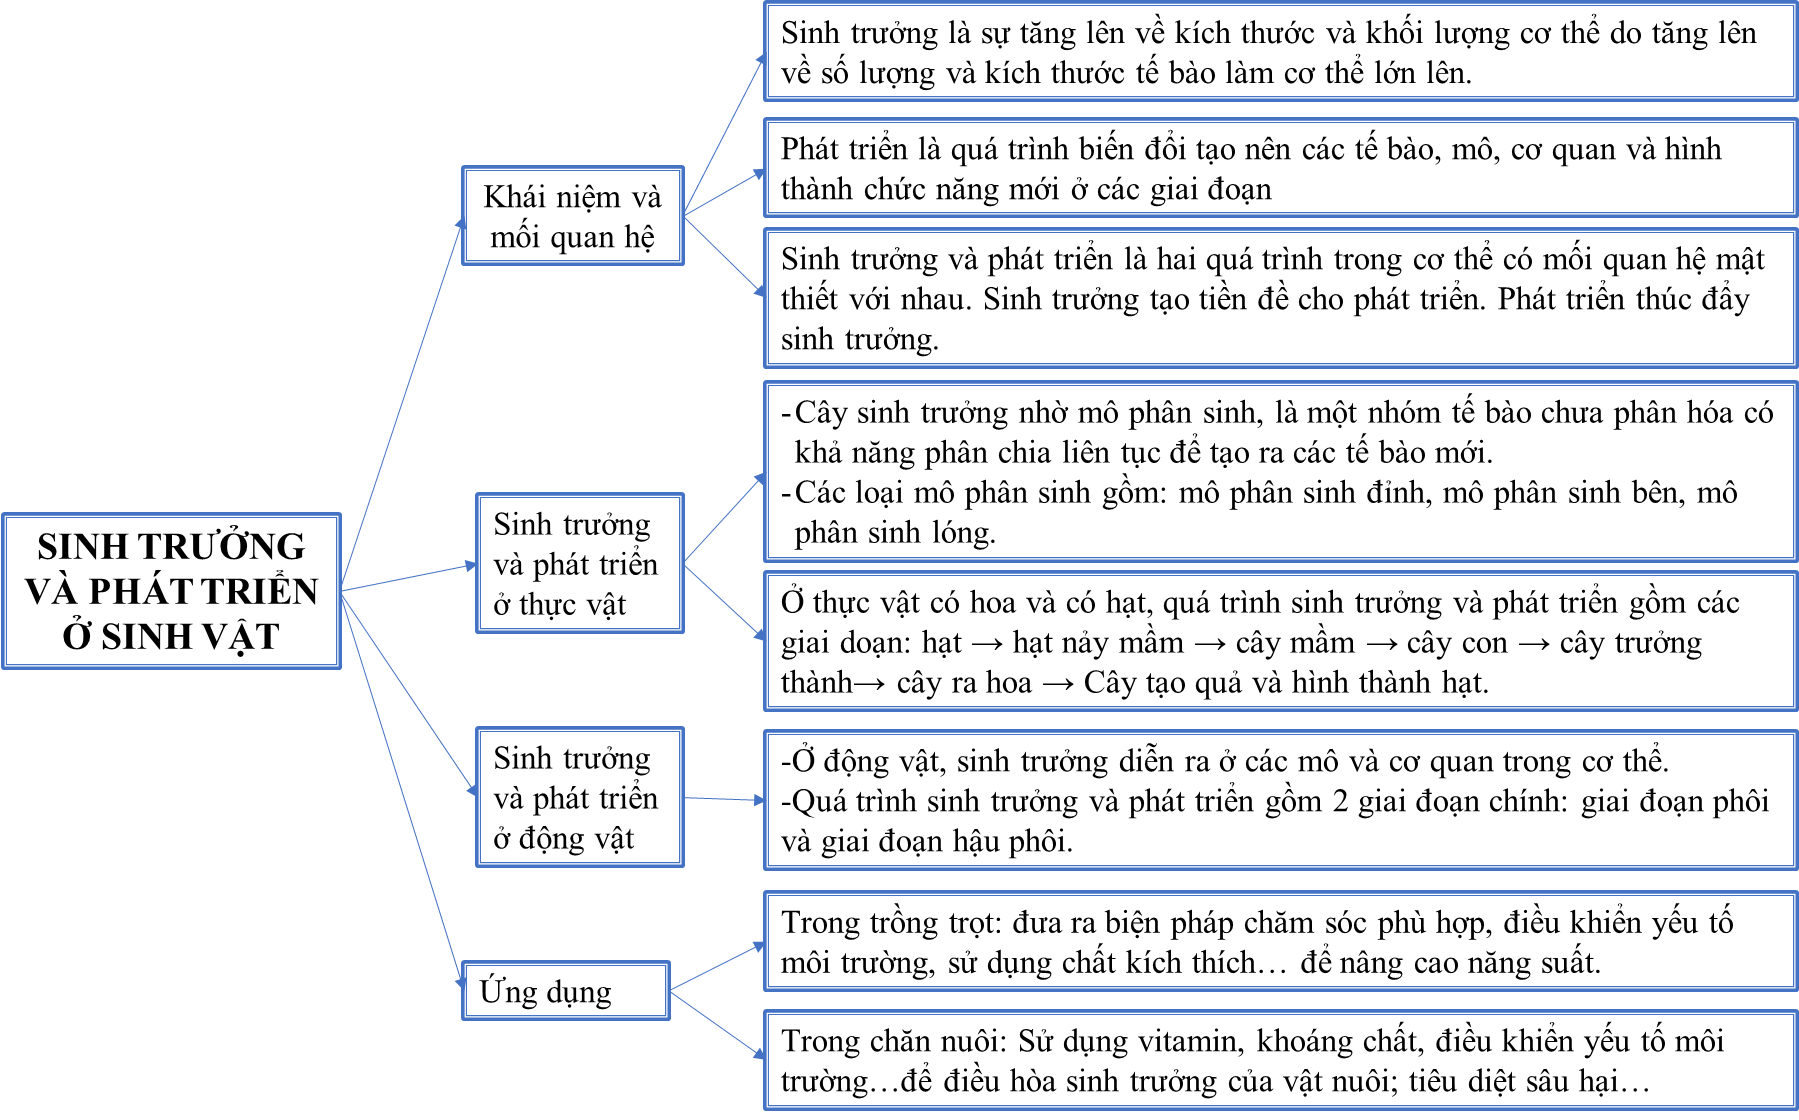 SINH TRƯỞNG
VÀ PHÁT TRIỂN
Ở SINH VẬT
Khái niệm và
mối quan hệ
Sinh trưởng là sự tăng lên về kích thước và khối lượng cơ thể do tăng lên
về số lượng và kích thước tế bào làm cơ thể lớn lên.
Phát triển là quá trình biến đổi tạo nên các tế bào, mô, cơ quan và hình
thành chức năng mới ở các giai đoạn
Sinh trưởng và phát triển là hai quá trình trong cơ thể có mối quan hệ mật
thiết với nhau. Sinh trưởng tạo tiền đề cho phát triển. Phát triển thúc đẩy
sinh trưởng.
Sinh trưởng
và phát triển
ở thực vật
-Cây sinh trưởng nhờ mô phân sinh, là một nhóm tế bào chưa phân hóa có
khả năng phân chia liên tục để tạo ra các tế bào mới.
-Các loại mô phân sinh gồm: mô phân sinh đỉnh, mô phân sinh bên, mô
phân sinh lóng.
Ở thực vật có hoa và có hạt, quá trình sinh trưởng và phát triển gồm các
giai doạn: hạt → hạt nảy mầm → cây mầm → cây con → cây trưởng
thành→ cây ra hoa → Cây tạo quả và hình thành hạt.
Sinh trưởng
và phát triển
ở động vật
-Ở động vật, sinh trưởng diễn ra ở các mô và cơ quan trong cơ thể.
-Quá trình sinh trưởng và phát triển gồm 2 giai đoạn chính: giai đoạn phôi
và giai đoạn hậu phôi.
Ứng dụng
Trong trồng trọt: đưa ra biện pháp chăm sóc phù hợp, điều khiển yếu tố
môi trường, sử dụng chất kích thích… để nâng cao năng suất.
Trong chăn nuôi: Sử dụng vitamin, khoáng chất, điều khiển yếu tố môi
trường…để điều hòa sinh trưởng của vật nuôi; tiêu diệt sâu hại…